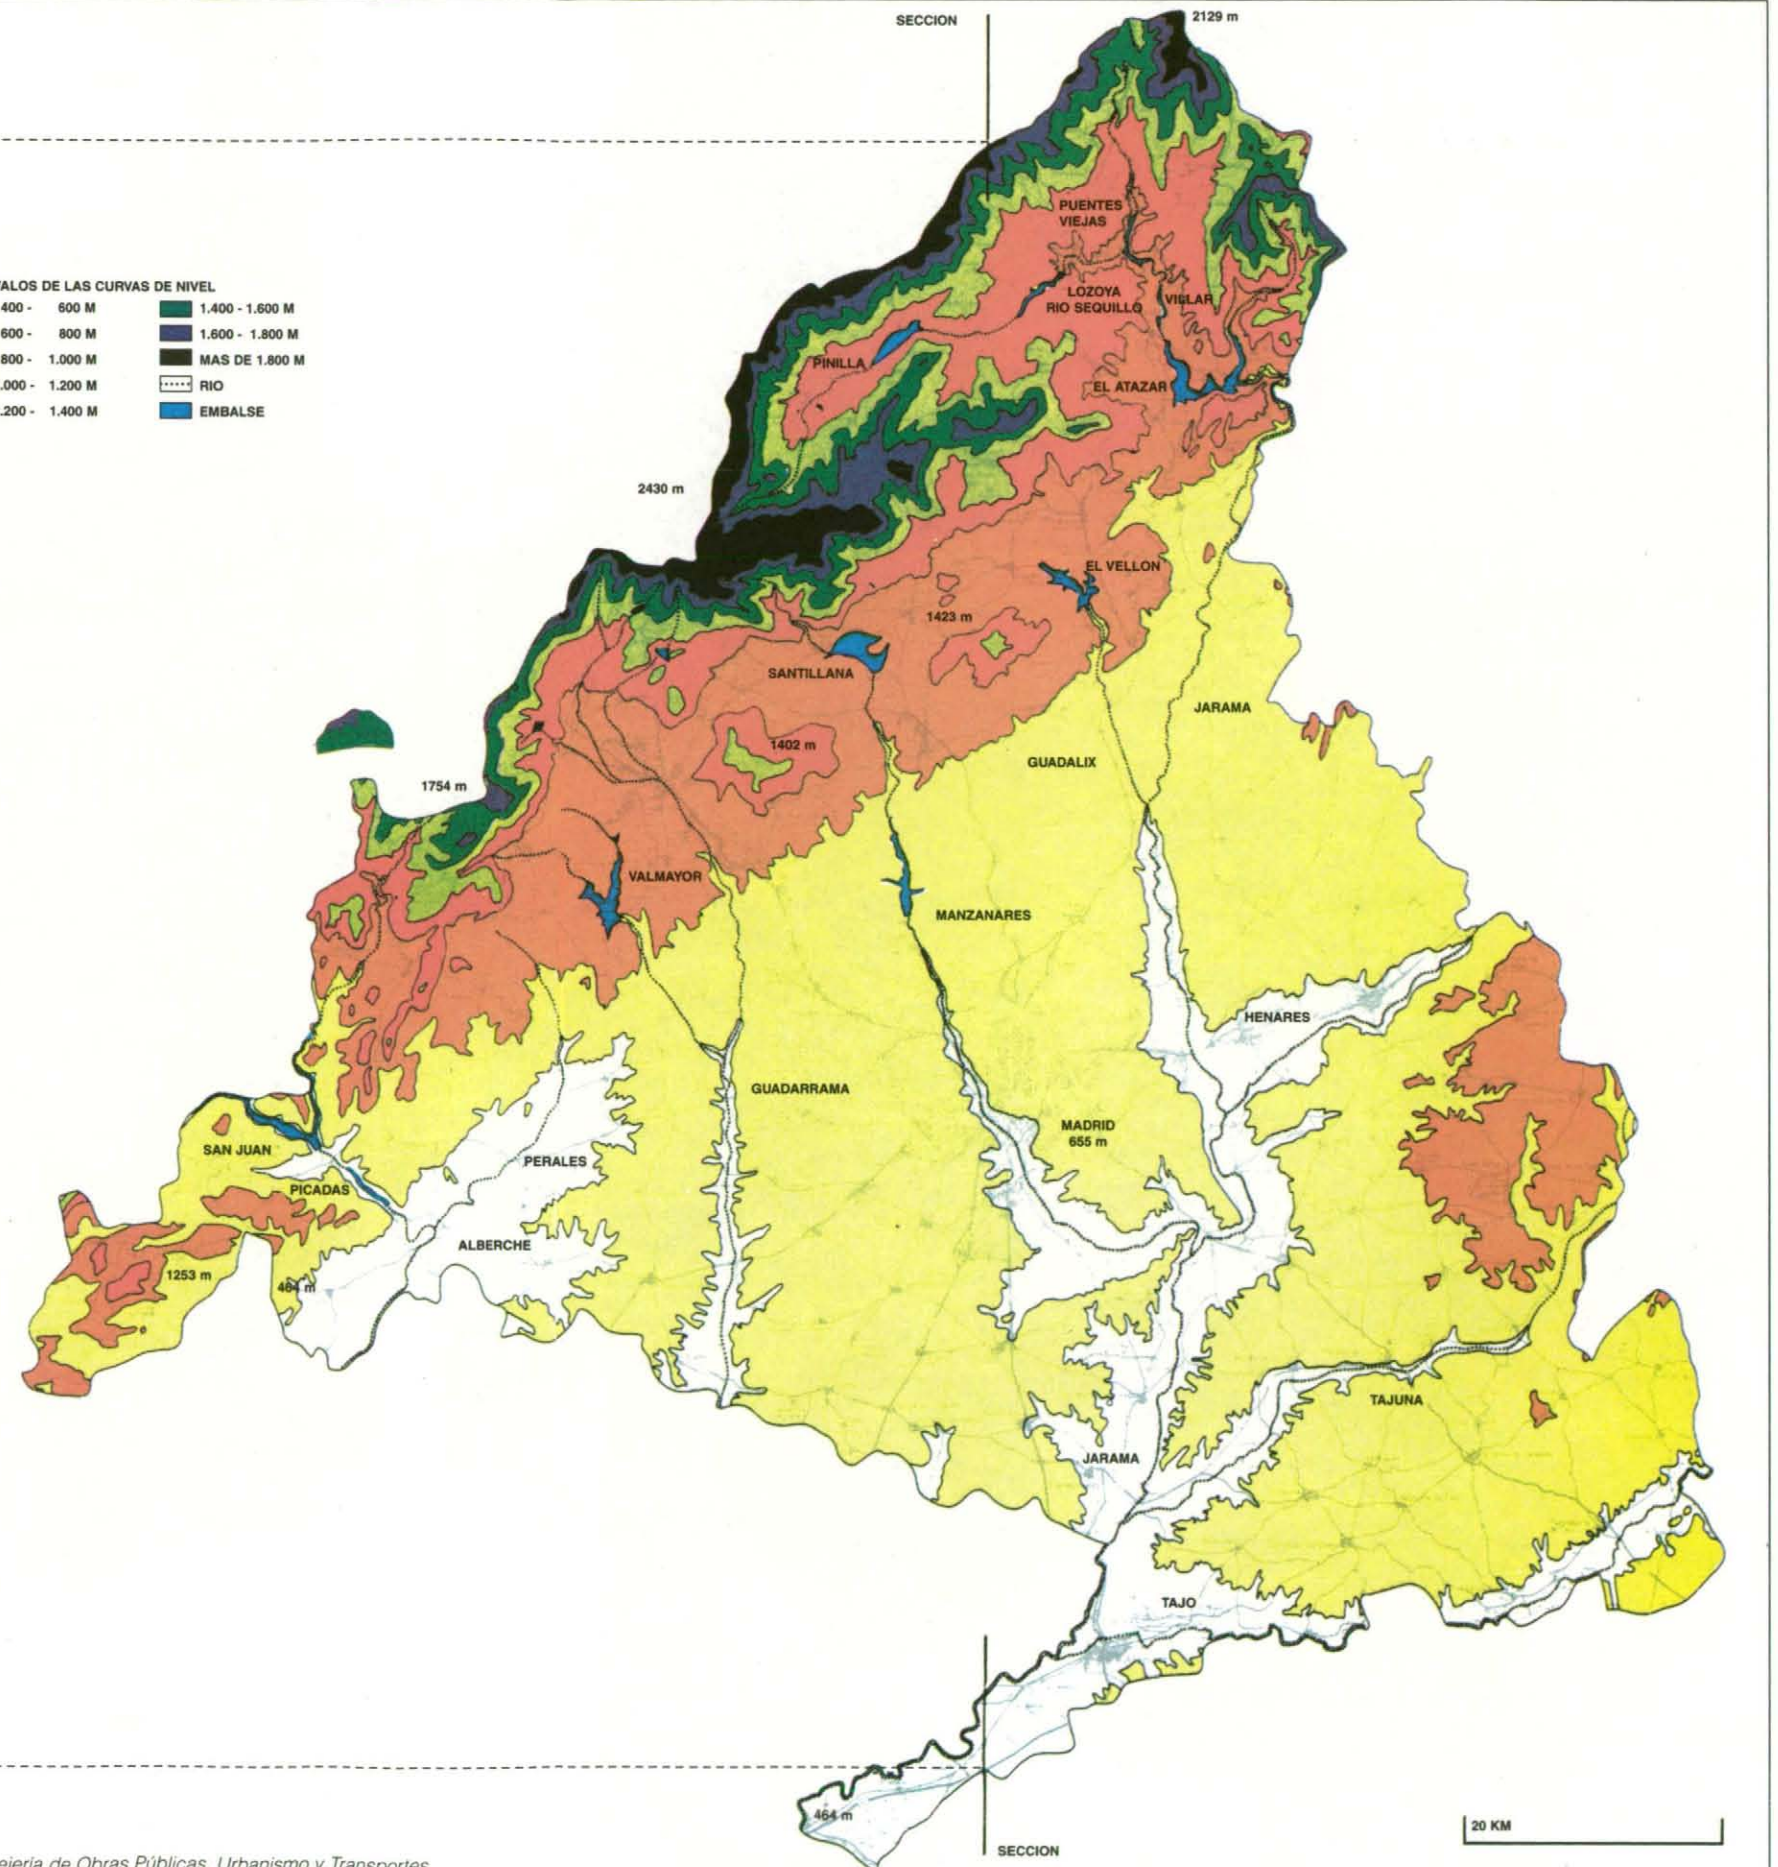 SECCION
2129 m
ALOS DE LAS CURVAS DE NIVEL
400 - 600 M
1.400 - 1.600 M
600 - 800 M
1.600 - 1.800 M
800 - 1.000 M
MAS DE 1.800 M
.000 - 1.200 M
RIO
.200 - 1.400 M
EMBALSE
PUENTES
VIEJAS
LOZOYA
RIO SEQUILLO
VILLAR
PINILLA
EL ATAZAR
2430 m
EL VELLON
1423 m
SANTILLANA
JARAMA
1402 m
GUADALIX
1754 m
VALMAYOR
MANZANARES
HENARES
GUADARRAMA
MADRID
655 m
SAN JUAN
PERALES
PICADAS
ALBERCHE
1253 m
464 m
TAJUNA
JARAMA
TAJO
464 m
20 KM
SECCION
ejería de Obras Públicas, Urbanismo y Transportes